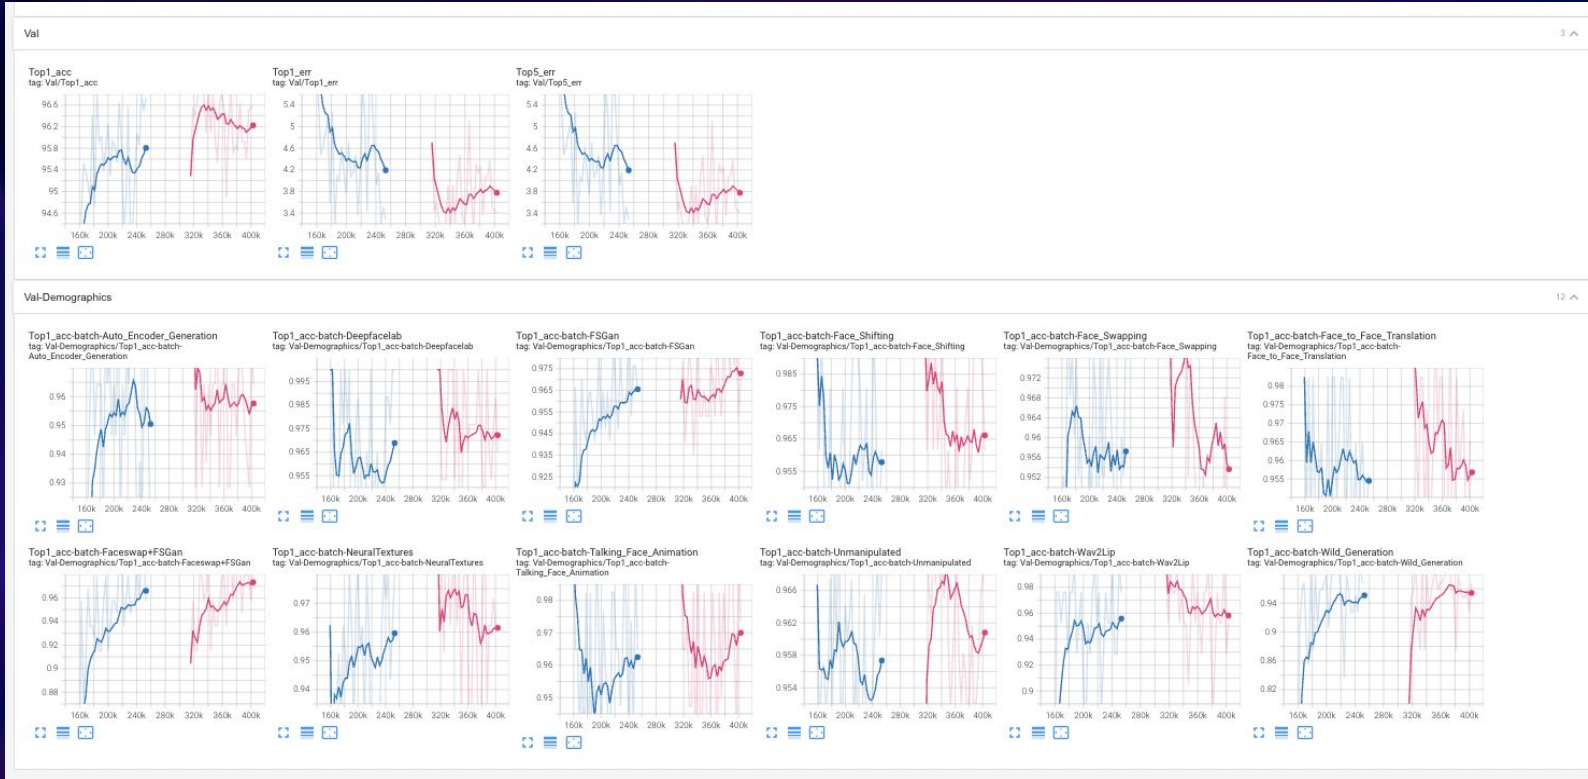 Val
3
Top1_acc
tag: Val/Top1_acc
96.6
96.2
95.8
95.4
95
94.6
160k 200k 240k 280k 320k 360k 400k
Top1_err
tag: Val/Top1_err
5.4
5
4.6
4.2
3.8
3.4
160k 200k 240k 280k 320k 360k 400k
Top5_err
tag: Val/Top5_err
5.4
5
4.6
4.2
3.8
3.4
160k 200k 240k 280k 320k 360k 400k
Val-Demographics
12
Top1_acc-batch-Auto_Encoder_Generation
tag: Val-Demographics/Top1_acc-batch-
Auto_Encoder_Generation
0.96
0.95
0.94
0.93
160k 200k 240k 280k 320k 360k 400k
Top1_acc-batch-Deepfacelab
tag: Val-Demographics/Top1_acc-batch-Deepfacelab
0.995
0.985
0.975
0.965
0.955
160k 200k 240k 280k 320k 360k 400k
Top1_acc-batch-FSGan
tag: Val-Demographics/Top1_acc-batch-FSGan
0.975
0.965
0.955
0.945
0.935
0.925
160k 200k 240k 280k 320k 360k 400k
Top1_acc-batch-Face_Shifting
tag: Val-Demographics/Top1_acc-batch-Face_Shifting
0.985
0.975
0.965
0.955
160k 200k 240k 280k 320k 360k 400k
Top1_acc-batch-Face_Swapping
tag: Val-Demographics/Top1_acc-batch-Face_Swapping
0.972
0.968
0.964
0.96
0.956
0.952
160k 200k 240k 280k 320k 360k 400k
Top1_acc-batch-Face_to_Face_Translation
tag: Val-Demographics/Top1_acc-batch-
Face_to_Face_Translation
0.98
0.975
0.97
0.965
0.96
0.955
160k 200k 240k 280k 320k 360k 400k
Top1_acc-batch-Faceswap+FSGan
tag: Val-Demographics/Top1_acc-batch-Faceswap+FSGan
0.96
0.94
0.92
0.9
0.88
160k 200k 240k 280k 320k 360k 400k
Top1_acc-batch-NeuralTextures
tag: Val-Demographics/Top1_acc-batch-NeuralTextures
0.97
0.96
0.95
0.94
160k 200k 240k 280k 320k 360k 400k
Top1_acc-batch-Talking_Face_Animation
tag: Val-Demographics/Top1_acc-batch-
Talking_Face_Animation
0.98
0.97
0.96
0.95
160k 200k 240k 280k 320k 360k 400k
Top1_acc-batch-Unmanipulated
tag: Val-Demographics/Top1_acc-batch-Unmanipulated
0.966
0.962
0.958
0.954
160k 200k 240k 280k 320k 360k 400k
Top1_acc-batch-Wav2Lip
tag: Val-Demographics/Top1_acc-batch-Wav2Lip
0.98
0.96
0.94
0.92
0.9
160k 200k 240k 280k 320k 360k 400k
Top1_acc-batch-Wild_Generation
tag: Val-Demographics/Top1_acc-batch-Wild_Generation
0.94
0.9
0.86
0.82
160k 200k 240k 280k 320k 360k 400k